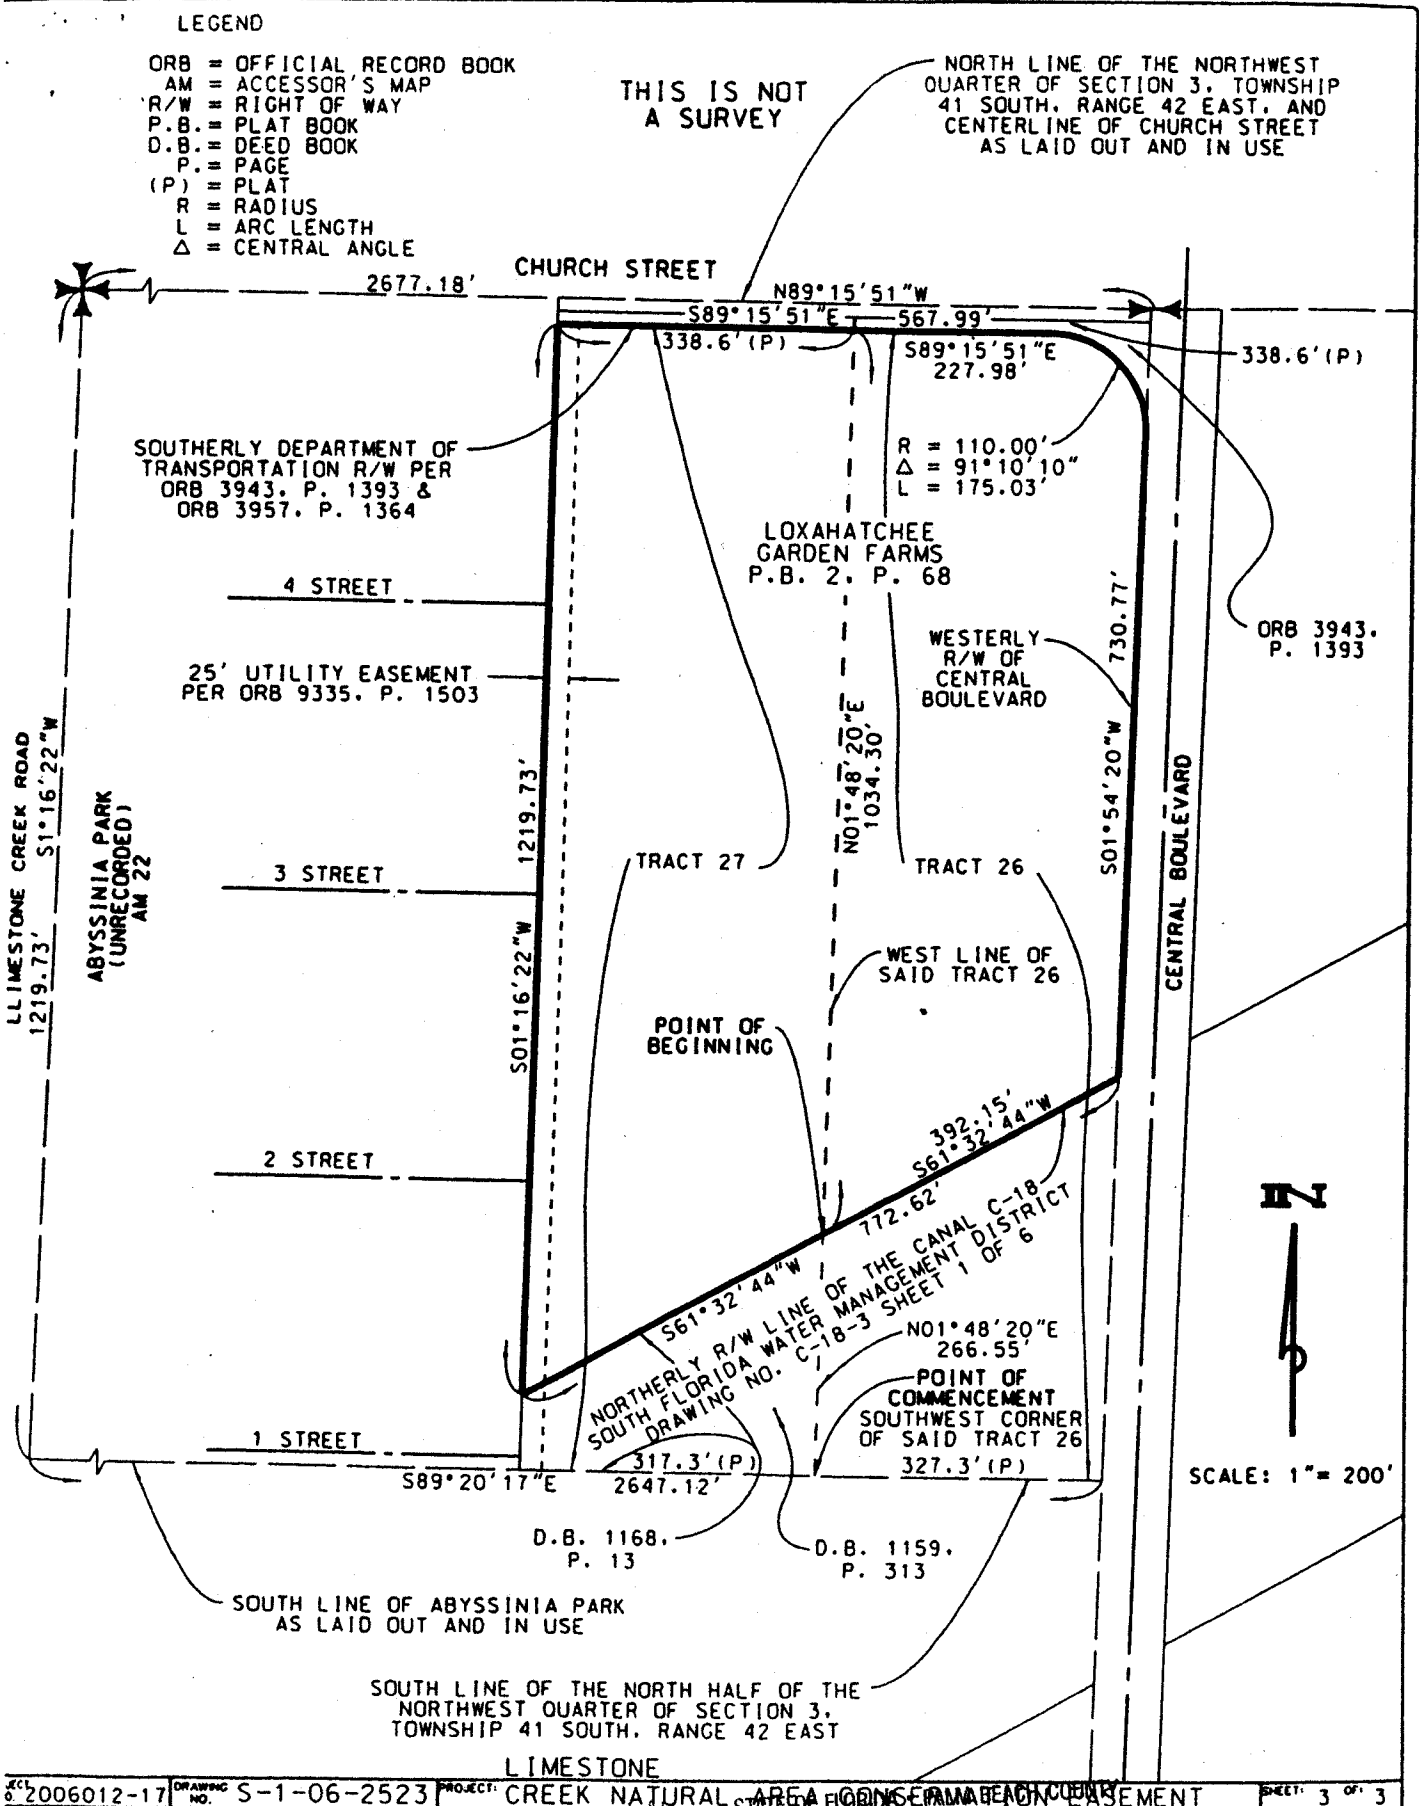 LEGEND
ORB = OFFICIAL RECORD BOOK
AM = ACCESSOR'S MAP
R/W = RIGHT OF WAY
P.B. = PLAT BOOK
D.B. = DEED BOOK
P. = PAGE
(P) = PLAT
R = RADIUS
L = ARC LENGTH
Δ = CENTRAL ANGLE
THIS IS NOT
A SURVEY
NORTH LINE OF THE NORTHWEST
QUARTER OF SECTION 3, TOWNSHIP
41 SOUTH, RANGE 42 EAST, AND
CENTERLINE OF CHURCH STREET
AS LAID OUT AND IN USE
2677.18'
CHURCH STREET
N89°15'51"W
S89°15'51"E
567.99'
338.6'(P)
S89°15'51"E
227.98'
338.6'(P)
SOUTHERLY DEPARTMENT OF
TRANSPORTATION R/W PER
ORB 3943, P. 1393 &
ORB 3957, P. 1364
R = 110.00'
Δ = 91°10'10"
L = 175.03'
LOXAHATCHEE
GARDEN FARMS
P.B. 2, P. 68
4 STREET
730.77'
ORB 3943,
P. 1393
WESTERLY
R/W OF
CENTRAL
BOULEVARD
25' UTILITY EASEMENT
PER ORB 9335, P. 1503
LLIMESTONE CREEK ROAD
S1°16'22"W
1219.73'
ABYSSINIA PARK
(UNRECORDED)
AM 22
1219.73'
S01°16'22"W
N01°48'20"E
1034.30'
S01°54'20"W
CENTRAL BOULEVARD
3 STREET
TRACT 27
TRACT 26
WEST LINE OF
SAID TRACT 26
POINT OF
BEGINNING
392.15'
S61°32'44"W
2 STREET
772.62'
S61°32'44"W
NORTHERLY R/W LINE OF THE CANAL C-18
SOUTH FLORIDA WATER MANAGEMENT DISTRICT
DRAWING NO. C-18-3 SHEET 1 OF 6
N
N01°48'20"E
266.55'
POINT OF
COMMENCEMENT
SOUTHWEST CORNER
OF SAID TRACT 26
1 STREET
317.3'(P)
327.3'(P)
S89°20'17"E
2647.12'
SCALE: 1"= 200'
D.B. 1168,
P. 13
D.B. 1159,
P. 313
SOUTH LINE OF ABYSSINIA PARK
AS LAID OUT AND IN USE
SOUTH LINE OF THE NORTH HALF OF THE
NORTHWEST QUARTER OF SECTION 3,
TOWNSHIP 41 SOUTH, RANGE 42 EAST
LIMESTONE
2006012-17 DRAWING NO. S-1-06-2523 PROJECT: CREEK NATURAL AREA CONSERVATION EASEMENT SHEET: 3 OF: 3